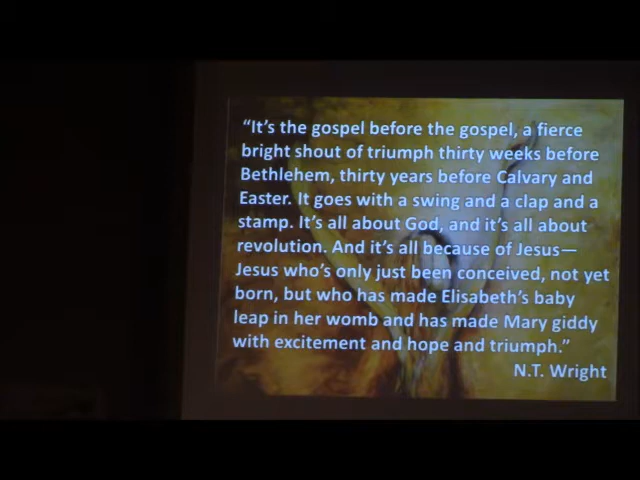 “It’s the gospel before the gospel, a fierce
bright shout of triumph thirty weeks before
Bethlehem, thirty years before Calvary and
Easter. It goes with a swing and a clap and a
stamp. It’s all about God, and it’s all about
revolution. And it’s all because of Jesus—
Jesus who’s only just been conceived, not yet
born, but who has made Elisabeth’s baby
leap in her womb and has made Mary giddy
with excitement and hope and triumph.”
N.T. Wright